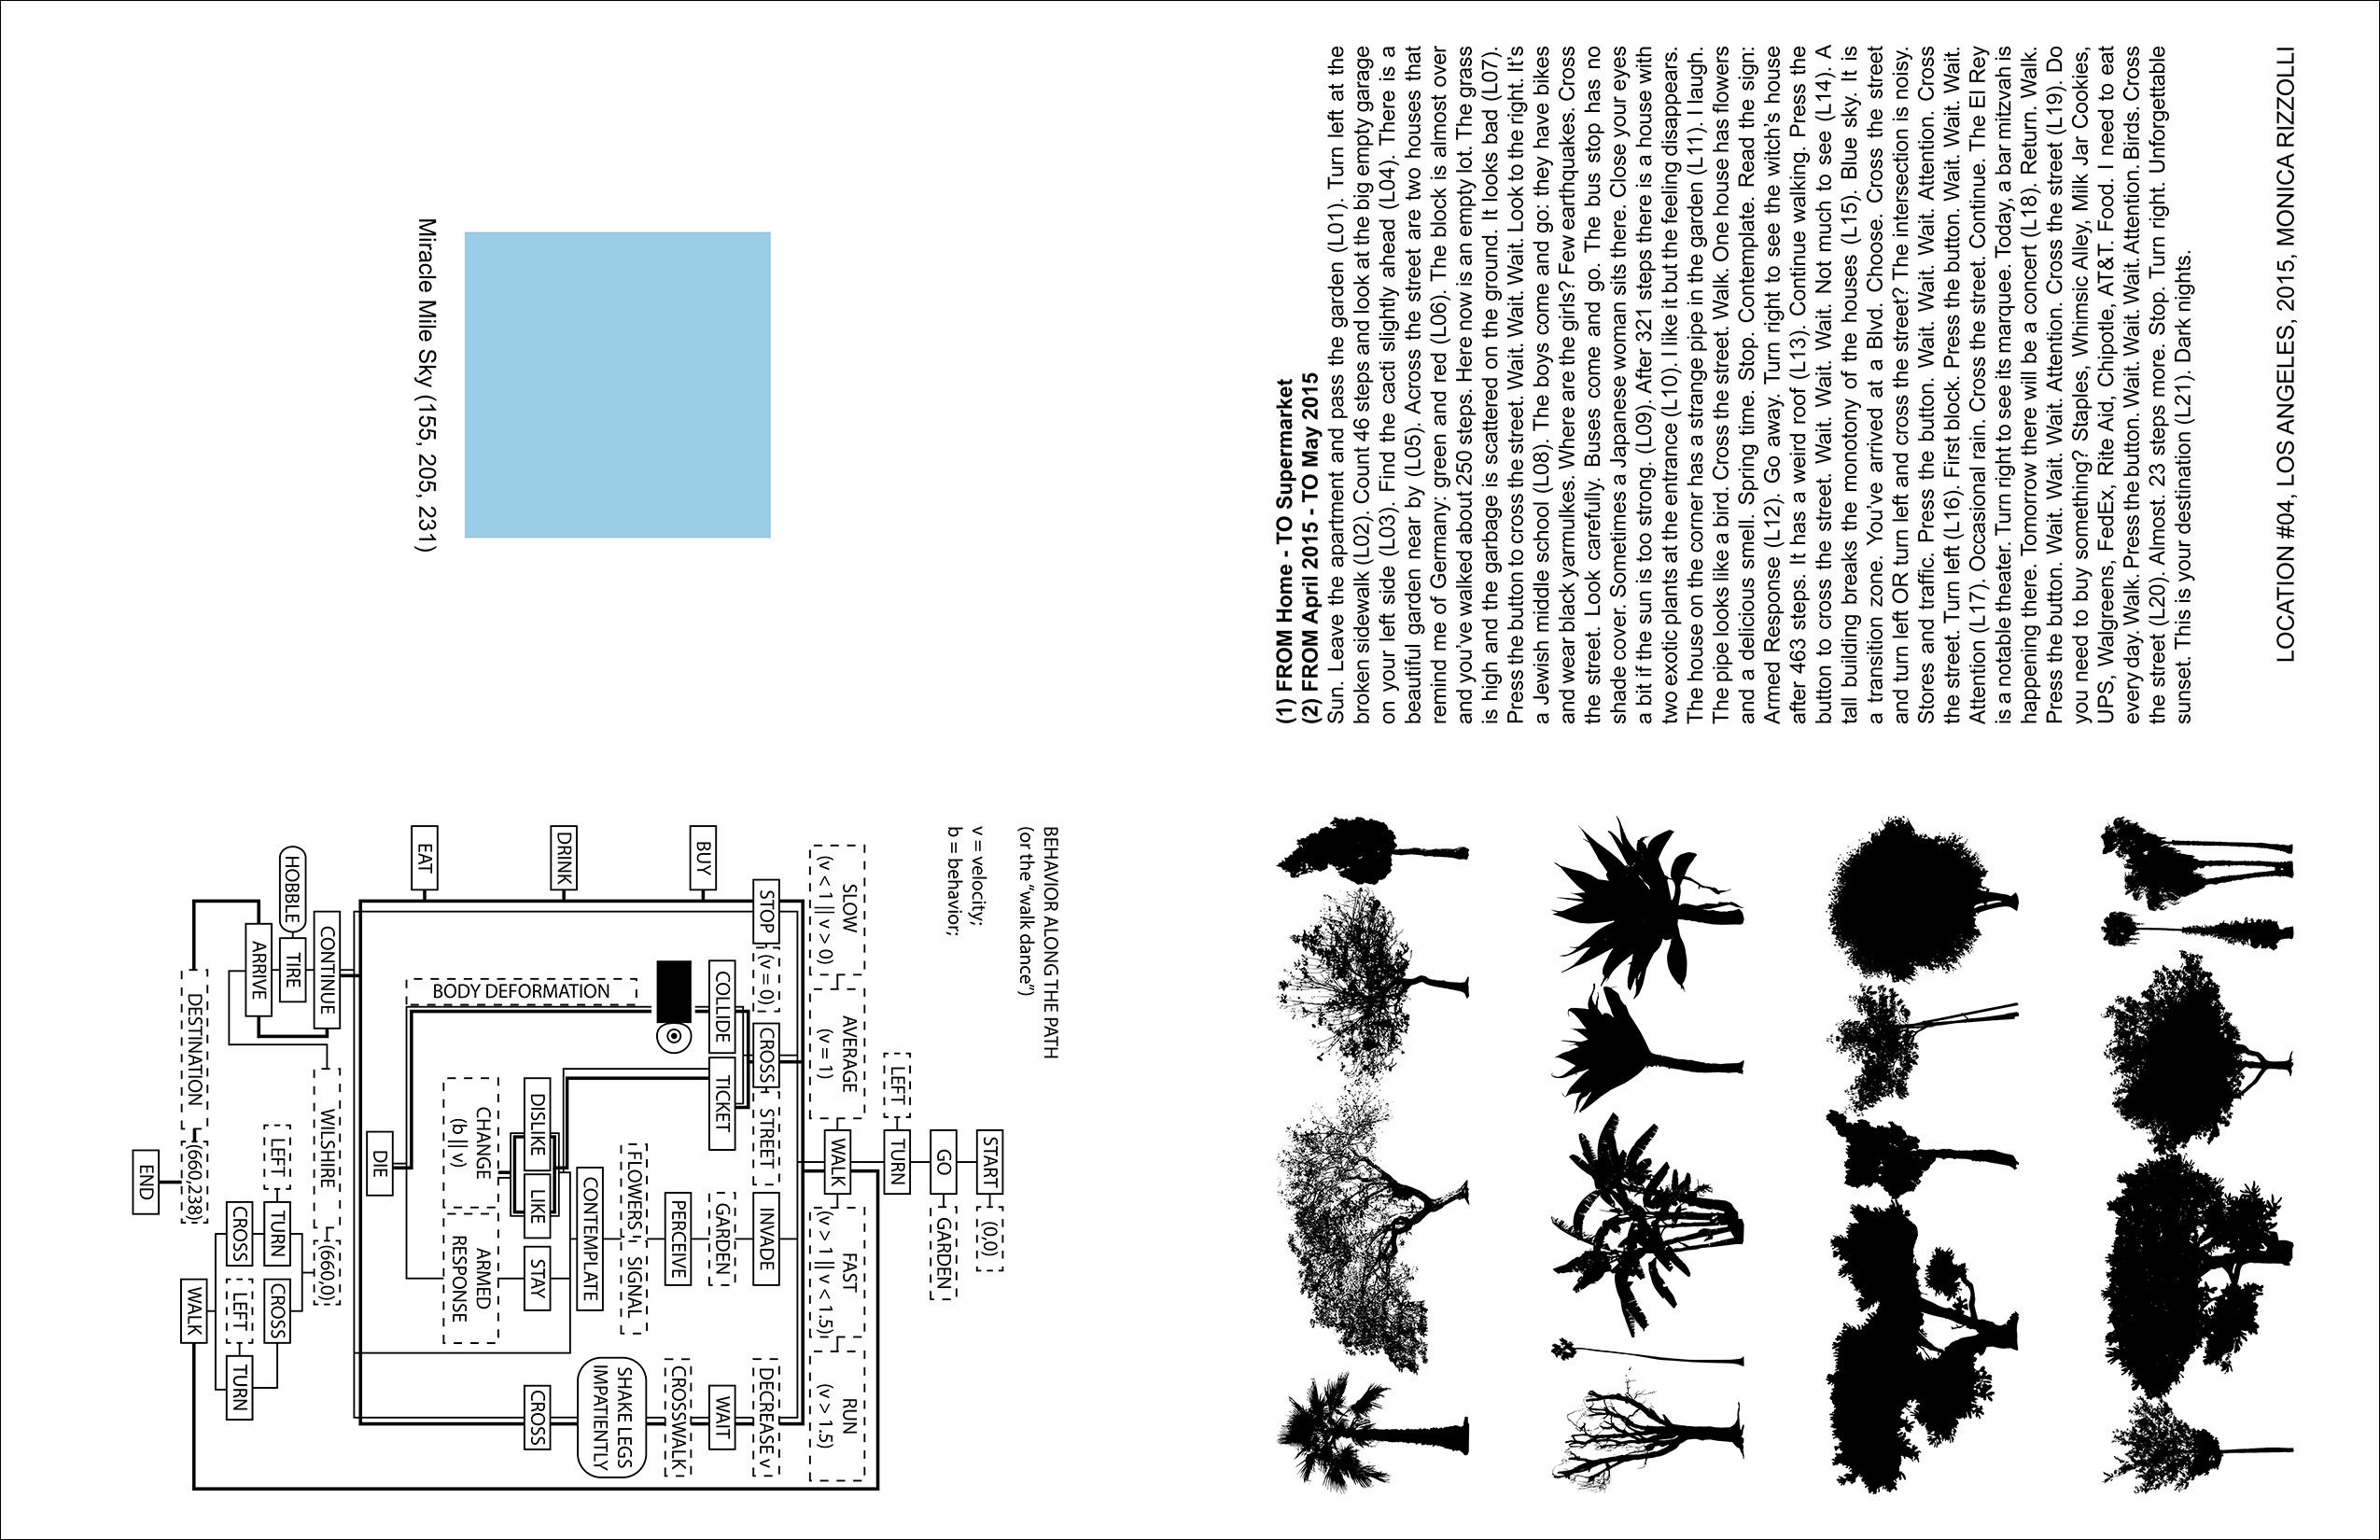 Miracle Mile Sky (155, 205, 231)
(1) FROM Home - TO Supermarket
(2) FROM April 2015 - TO May 2015
Sun. Leave the apartment and pass the garden (L01). Turn left at the
broken sidewalk (L02). Count 46 steps and look at the big empty garage
on your left side (L03). Find the cacti slightly ahead (L04). There is a
beautiful garden near by (L05). Across the street are two houses that
remind me of Germany: green and red (L06). The block is almost over
and you've walked about 250 steps. Here now is an empty lot. The grass
is high and the garbage is scattered on the ground. It looks bad (L07).
Press the button to cross the street. Wait. Wait. Wait. Look to the right. It's
a Jewish middle school (L08). The boys come and go: they have bikes
and wear black yarmulkes. Where are the girls? Few earthquakes. Cross
the street. Look carefully. Buses come and go. The bus stop has no
shade cover. Sometimes a Japanese woman sits there. Close your eyes
a bit if the sun is too strong. (L09). After 321 steps there is a house with
two exotic plants at the entrance (L10). I like it but the feeling disappears.
The house on the corner has a strange pipe in the garden (L11). I laugh.
The pipe looks like a bird. Cross the street. Walk. One house has flowers
and a delicious smell. Spring time. Stop. Contemplate. Read the sign:
Armed Response (L12). Go away. Turn right to see the witch's house
after 463 steps. It has a weird roof (L13). Continue walking. Press the
button to cross the street. Wait. Wait. Wait. Not much to see (L14). A
tall building breaks the monotony of the houses (L15). Blue sky. It is
a transition zone. You've arrived at a Blvd. Choose. Cross the street
and turn left OR turn left and cross the street? The intersection is noisy.
Stores and traffic. Press the button. Wait. Wait. Wait. Attention. Cross
the street. Turn left (L16). First block. Press the button. Wait. Wait. Wait.
Attention (L17). Occasional rain. Cross the street. Continue. The El Rey
is a notable theater. Turn right to see its marquee. Today, a bar mitzvah is
happening there. Tomorrow there will be a concert (L18). Return. Walk.
Press the button. Wait. Wait. Wait. Attention. Cross the street (L19). Do
you need to buy something? Staples, Whimsic Alley, Milk Jar Cookies,
UPS, Walgreens, FedEx, Rite Aid, Chipotle, AT&T. Food. I need to eat
every day. Walk. Press the button. Wait. Wait. Wait. Attention. Birds. Cross
the street (L20). Almost. 23 steps more. Stop. Turn right. Unforgettable
sunset. This is your destination (L21). Dark nights.
LOCATION #04, LOS ANGELES, 2015, MONICA RIZZOLLI
BEHAVIOR ALONG THE PATH
(or the "walk dance")
v = velocity;
b = behavior;
START
(0,0)
GO
GARDEN
LEFT
TURN
SLOW
(v < 1 || v > 0)
AVERAGE
(v = 1)
WALK
FAST
(v > 1 || v < 1.5)
RUN
(v > 1.5)
STOP
(v = 0)
CROSS
STREET
INVADE
DECREASE v
BUY
COLLIDE
TICKET
GARDEN
WAIT
PERCEIVE
CROSSWALK
BODY DEFORMATION
FLOWERS
SIGNAL
SHAKE LEGS
IMPATIENTLY
CONTEMPLATE
DRINK
DISLIKE
LIKE
STAY
CROSS
CHANGE
(b || v)
ARMED
RESPONSE
EAT
DIE
CONTINUE
WILSHIRE
(660,0)
HOBBLE
TIRE
LEFT
TURN
CROSS
ARRIVE
CROSS
LEFT
TURN
DESTINATION
(660,238)
WALK
END